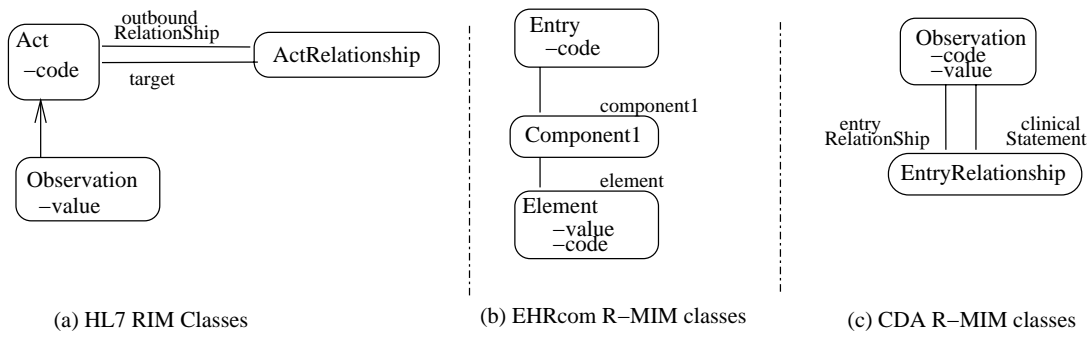 Act
−code
outbound
RelationShip
target
ActRelationship
Observation
−value
(a) HL7 RIM Classes
Entry
−code
component1
Component1
element
Element
−value
−code
(b) EHRcom R−MIM classes
Observation
−code
−value
entry
RelationShip
clinical
Statement
EntryRelationship
(c) CDA R−MIM classes